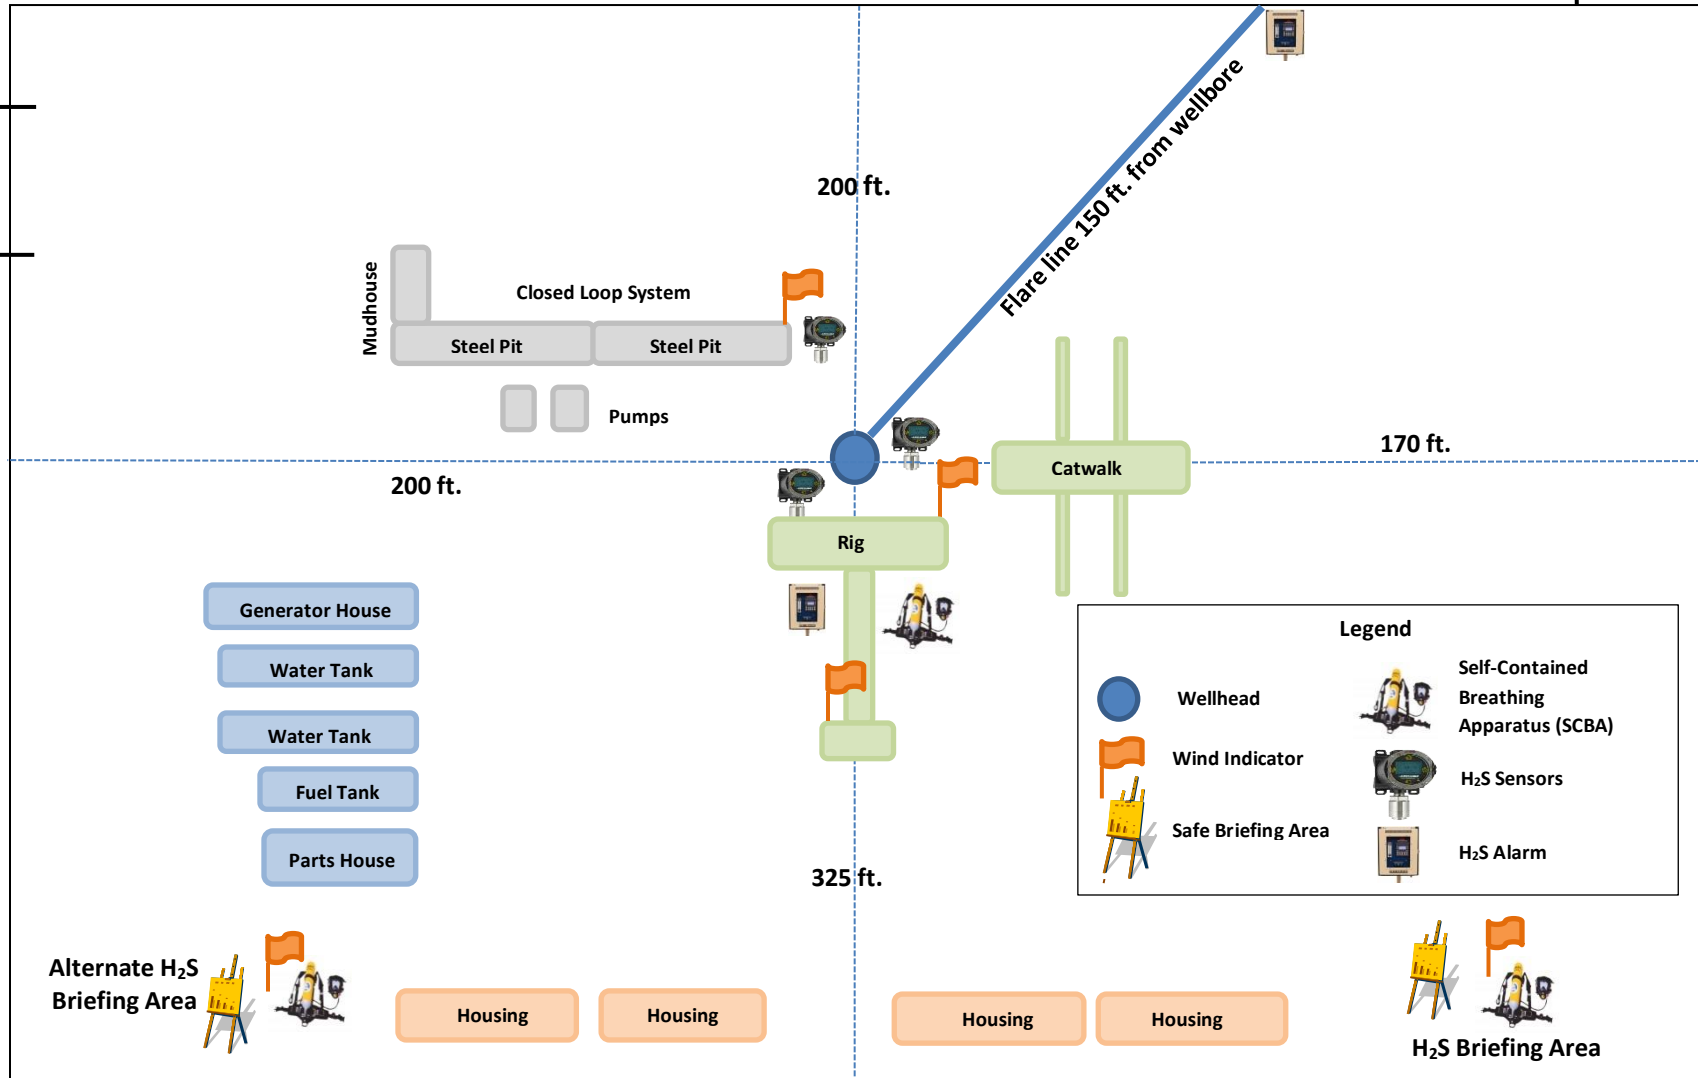 200 ft.
Flare line 150 ft. from wellbore
Mudhouse
Closed Loop System
Steel Pit
Steel Pit
Pumps
200 ft.
170 ft.
Catwalk
Rig
Generator House
Water Tank
Water Tank
Fuel Tank
Parts House
325 ft.
Legend
Wellhead
Wind Indicator
Safe Briefing Area
Self-Contained
Breathing
Apparatus (SCBA)
H₂S Sensors
H₂S Alarm
Alternate H₂S
Briefing Area
Housing
Housing
Housing
Housing
H₂S Briefing Area